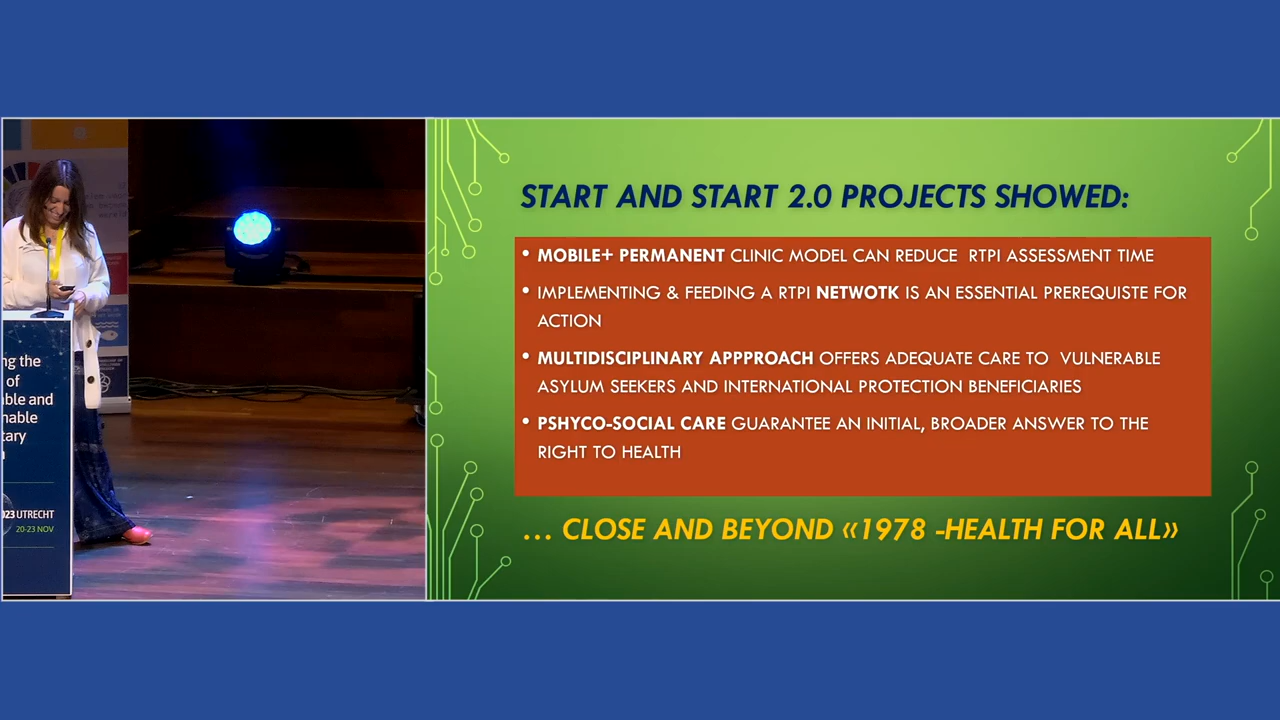 ing the
of
able and
nable
tary
023 UTRECHT
20-23 NOV
START AND START 2.0 PROJECTS SHOWED:
• MOBILE+ PERMANENT CLINIC MODEL CAN REDUCE RTPI ASSESSMENT TIME
• IMPLEMENTING & FEEDING A RTPI NETWOTK IS AN ESSENTIAL PREREQUISTE FOR
ACTION
• MULTIDISCIPLINARY APPPROACH OFFERS ADEQUATE CARE TO VULNERABLE
ASYLUM SEEKERS AND INTERNATIONAL PROTECTION BENEFICIARIES
• PSHYCO-SOCIAL CARE GUARANTEE AN INITIAL, BROADER ANSWER TO THE
RIGHT TO HEALTH
... CLOSE AND BEYOND «1978 -HEALTH FOR ALL»